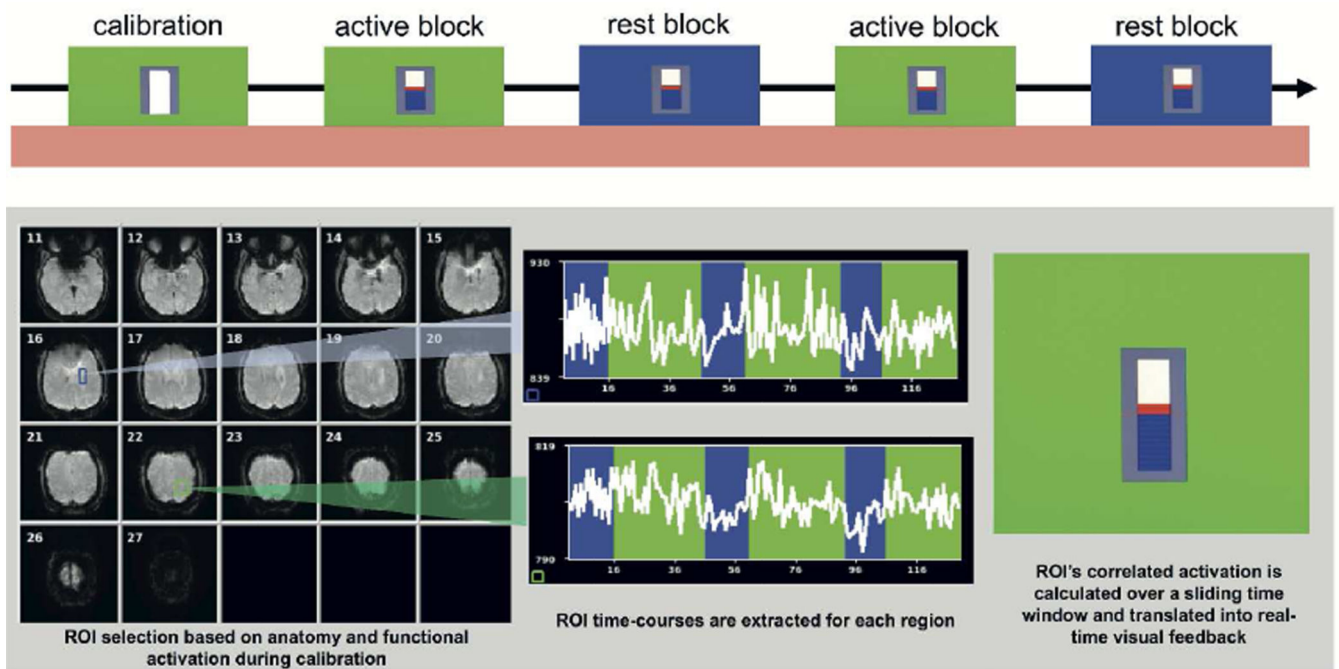 calibration
active block
rest block
active block
rest block
11
12
13
14
15
16
17
18
19
20
21
22
23
24
25
26
27
ROI selection based on anatomy and functional
activation during calibration
930
839
16
36
56
76
96
116
819
790
16
36
56
76
96
116
ROI time-courses are extracted for each region
ROI's correlated activation is
calculated over a sliding time
window and translated into real-
time visual feedback